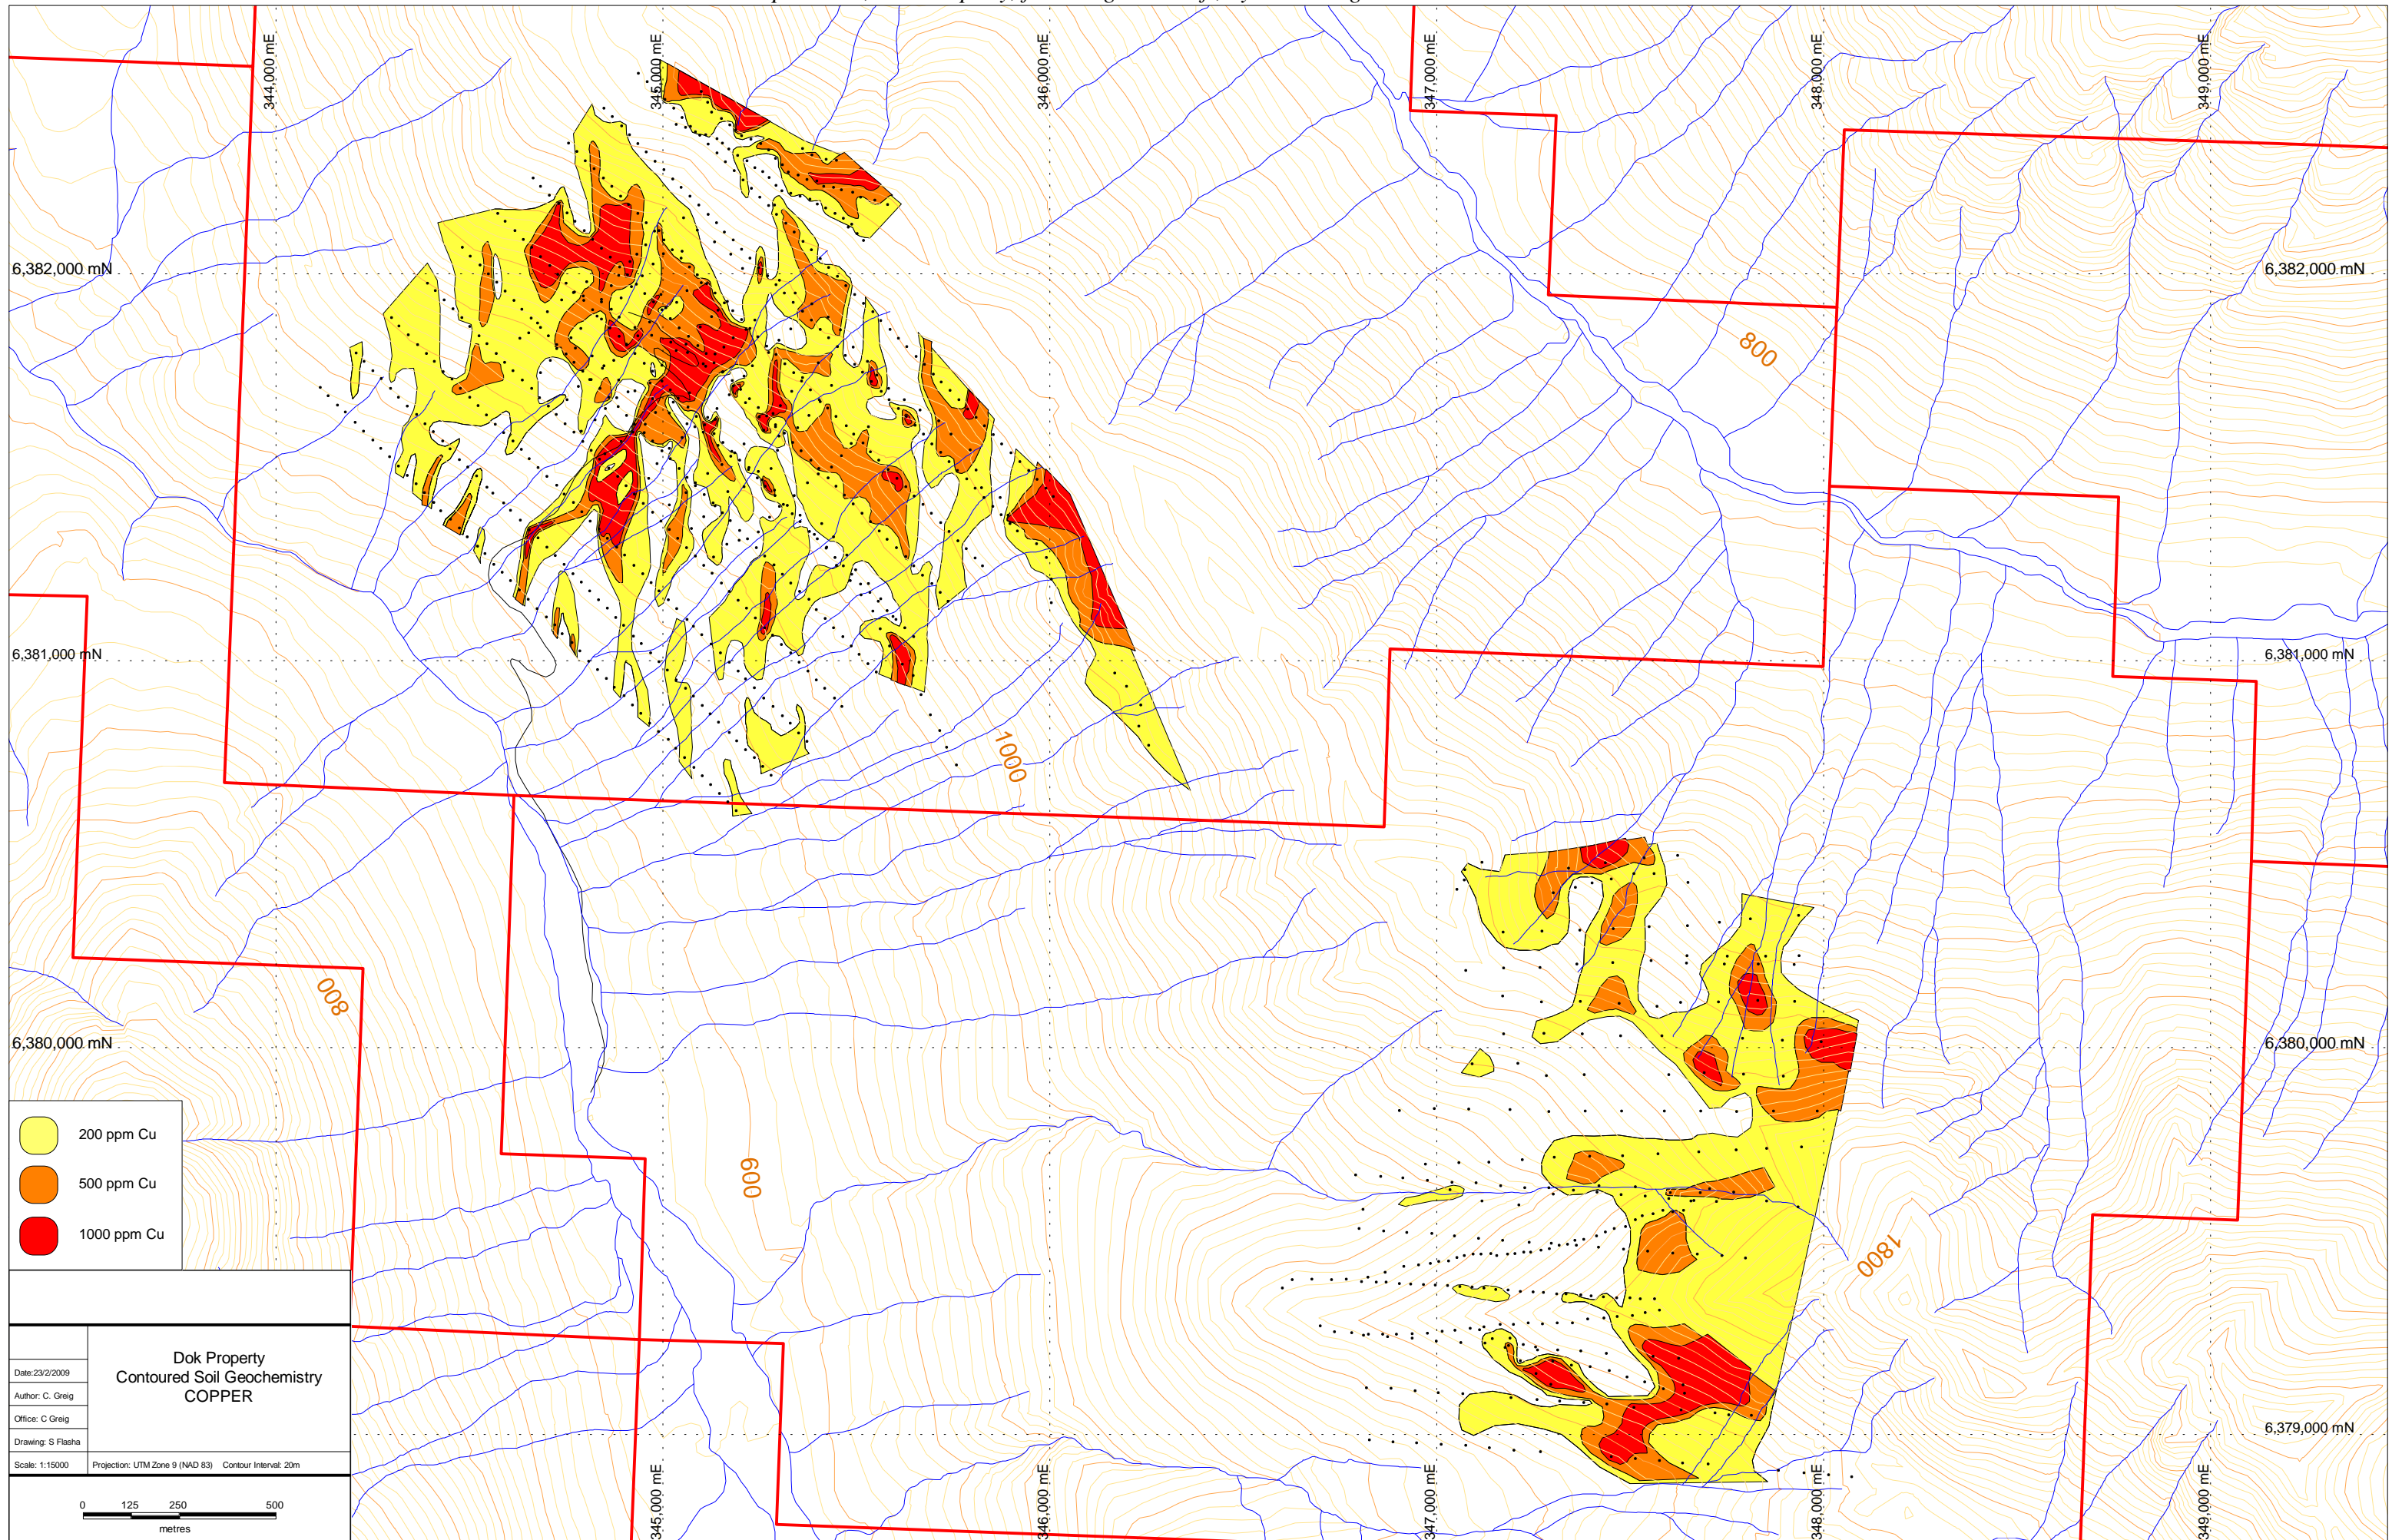 344,000 mE
345,000 mE
346,000 mE
347,000 mE
348,000 mE
349,000 mE
6,382,000 mN
6,382,000 mN
800
6,381,000 mN
6,381,000 mN
1000
800
6,380,000 mN
6,380,000 mN
600
1800
200 ppm Cu
500 ppm Cu
1000 ppm Cu
Dok Property
Contoured Soil Geochemistry
COPPER
Date:23/2/2009
Author: C. Greig
Office: C Greig
Drawing: S Flasha
Scale: 1:15000
Projection: UTM Zone 9 (NAD 83) Contour Interval: 20m
0 125 250 500
metres
6,379,000 mN
345,000 mE
346,000 mE
347,000 mE
348,000 mE
349,000 mE